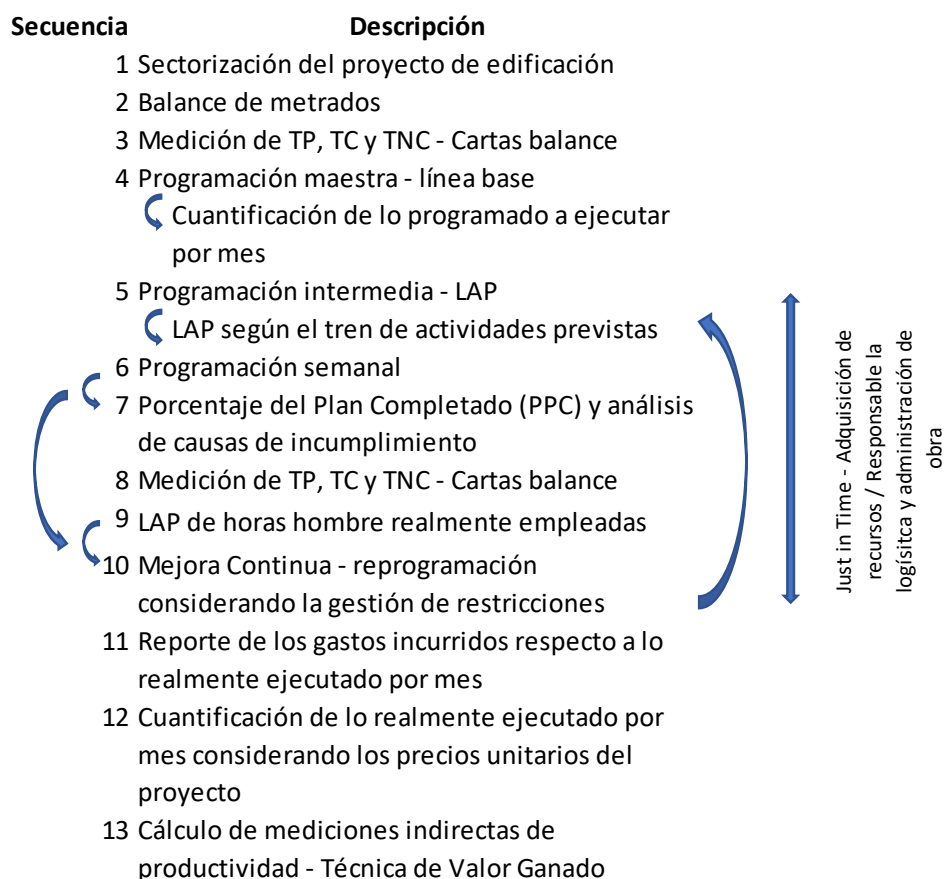 Secuencia Descripción
1 Sectorización del proyecto de edificación
2 Balance de metrados
3 Medición de TP, TC y TNC - Cartas balance
4 Programación maestra - línea base
Cuantificación de lo programado a ejecutar
por mes
5 Programación intermedia - LAP
LAP según el tren de actividades previstas
6 Programación semanal
7 Porcentaje del Plan Completado (PPC) y análisis
de causas de incumplimiento
8 Medición de TP, TC y TNC - Cartas balance
9 LAP de horas hombre realmente empleadas
10 Mejora Continua - reprogramación
considerando la gestión de restricciones
11 Reporte de los gastos incurridos respecto a lo
realmente ejecutado por mes
12 Cuantificación de lo realmente ejecutado por
mes considerando los precios unitarios del
proyecto
13 Cálculo de mediciones indirectas de
productividad - Técnica de Valor Ganado
Just in Time - Adquisición de
recursos / Responsable la
logísitca y administración de
obra